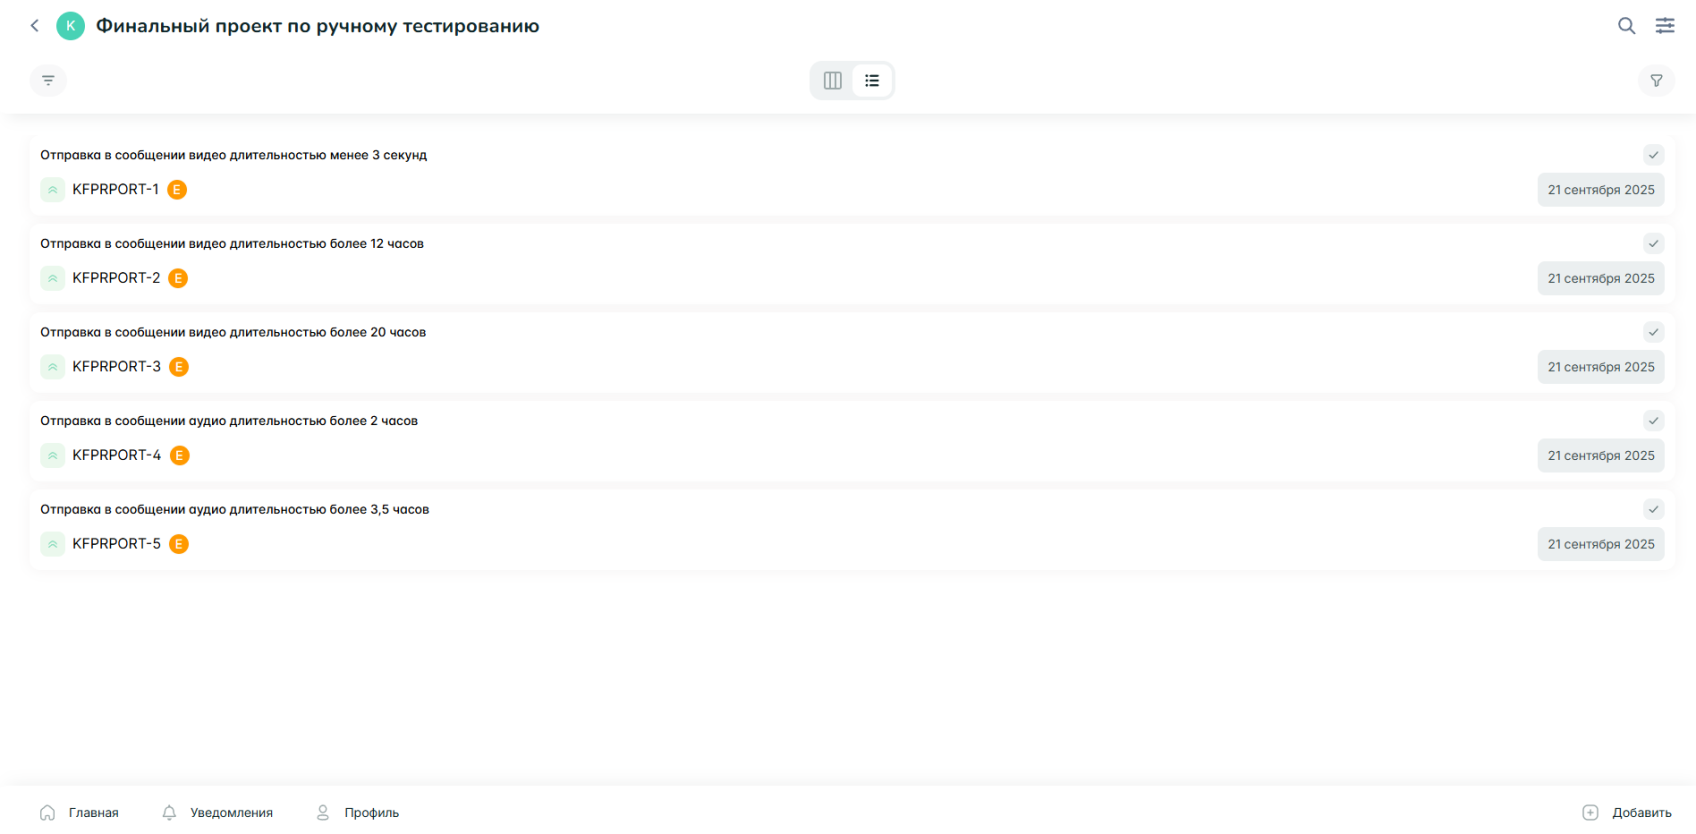 K Финальный проект по ручному тестированию
Отправка в сообщении видео длительностью менее 3 секунд
KFPRPORT-1 E 21 сентября 2025
Отправка в сообщении видео длительностью более 12 часов
KFPRPORT-2 E 21 сентября 2025
Отправка в сообщении видео длительностью более 20 часов
KFPRPORT-3 E 21 сентября 2025
Отправка в сообщении аудио длительностью более 2 часов
KFPRPORT-4 E 21 сентября 2025
Отправка в сообщении аудио длительностью более 3,5 часов
KFPRPORT-5 E 21 сентября 2025
Главная Уведомления Профиль Добавить